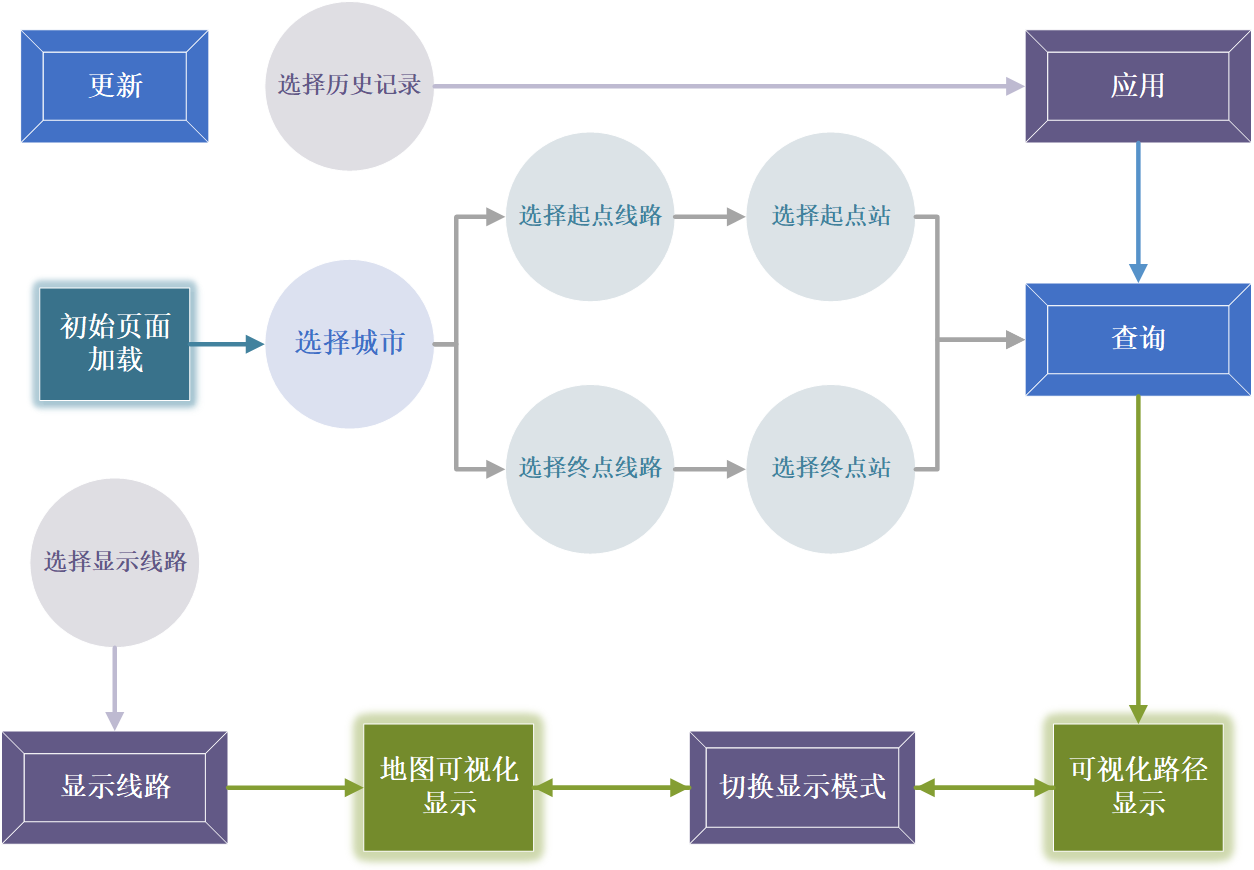 更新
选择历史记录
应用
选择起点线路
选择起点站
初始页面
加载
选择城市
查询
选择终点线路
选择终点站
选择显示线路
显示线路
地图可视化
显示
切换显示模式
可视化路径
显示